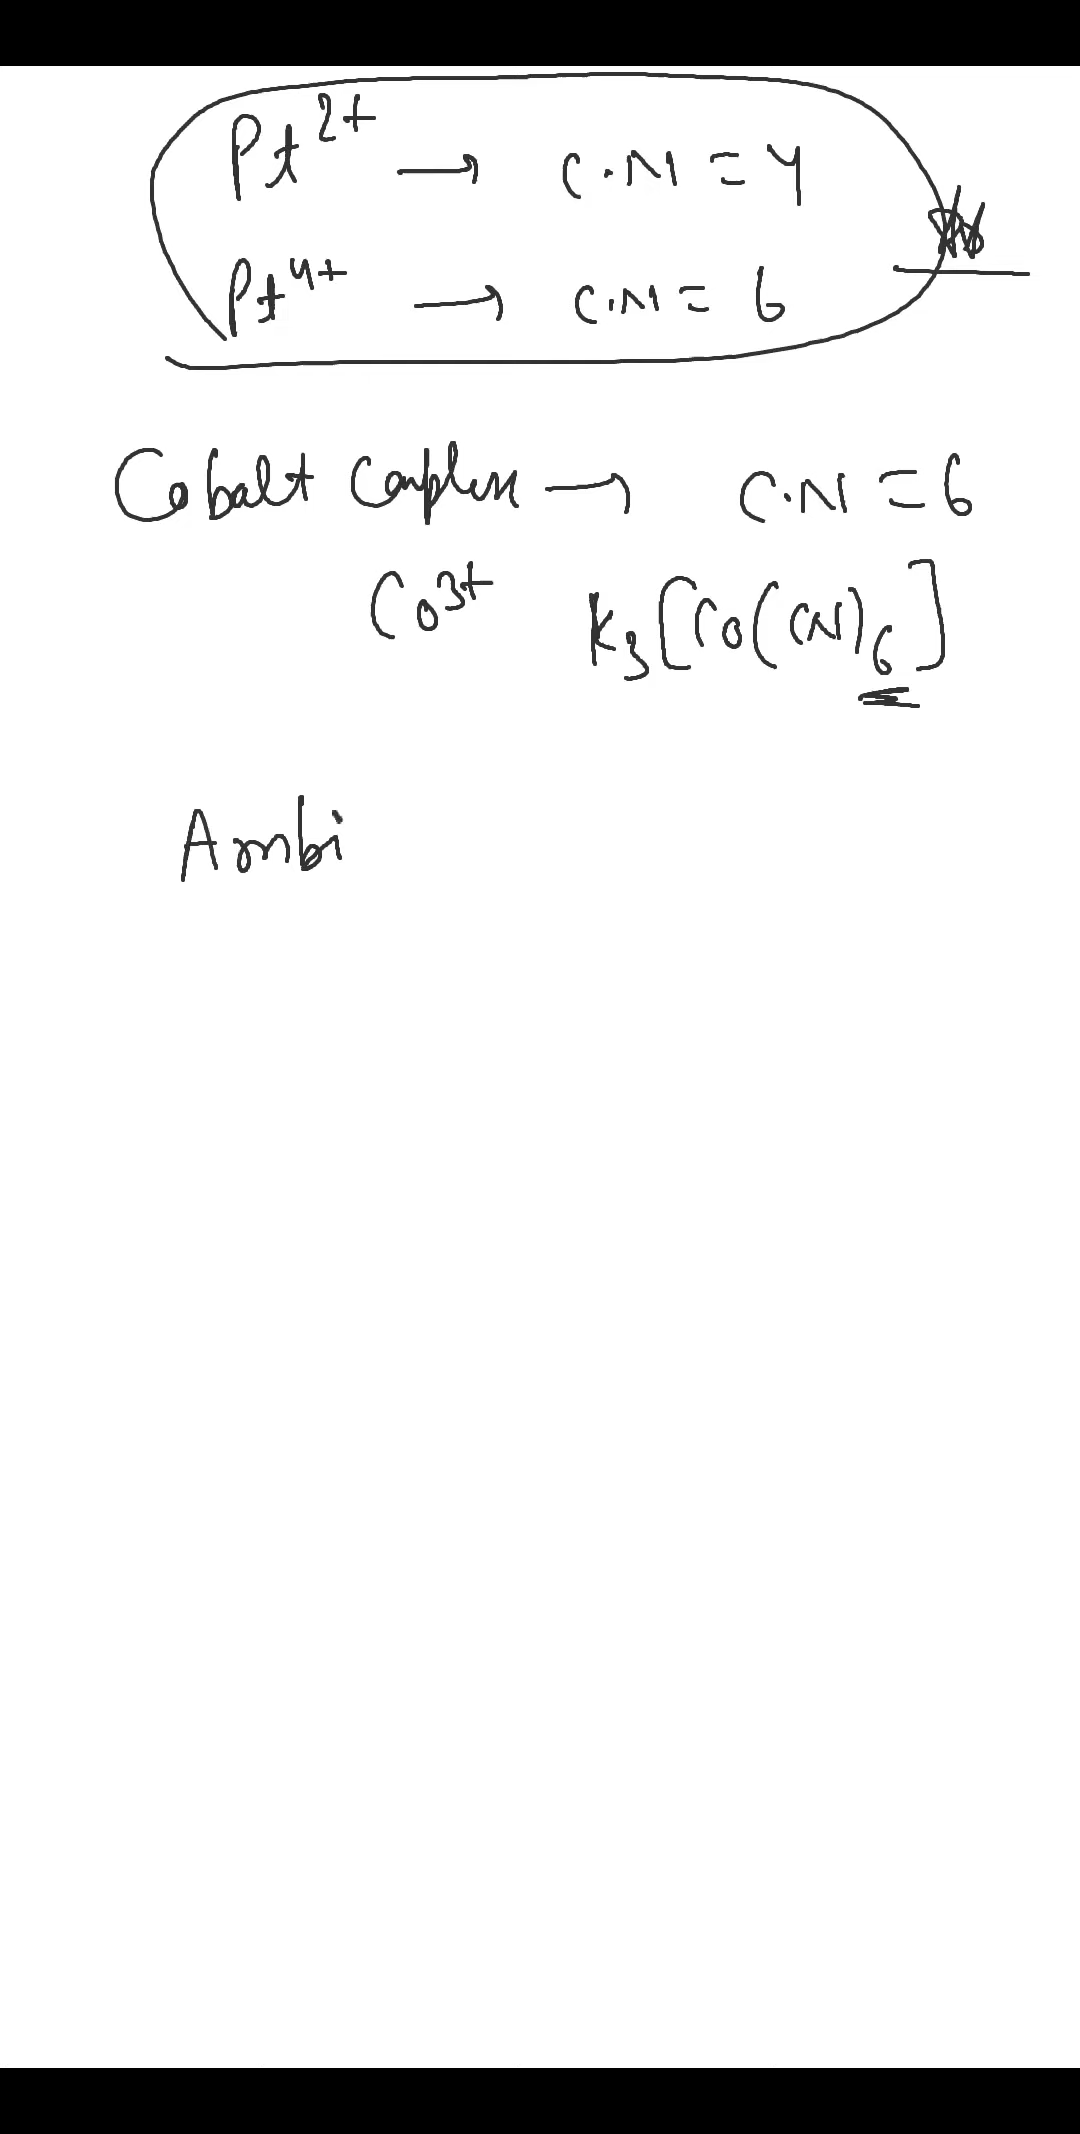 Pt²⁺ → C.N = 4
Pt⁴⁺ → C.N = 6
Cobalt Complex → C.N = 6
Co³⁺ K₃[Co(CN)₆]
Ambi